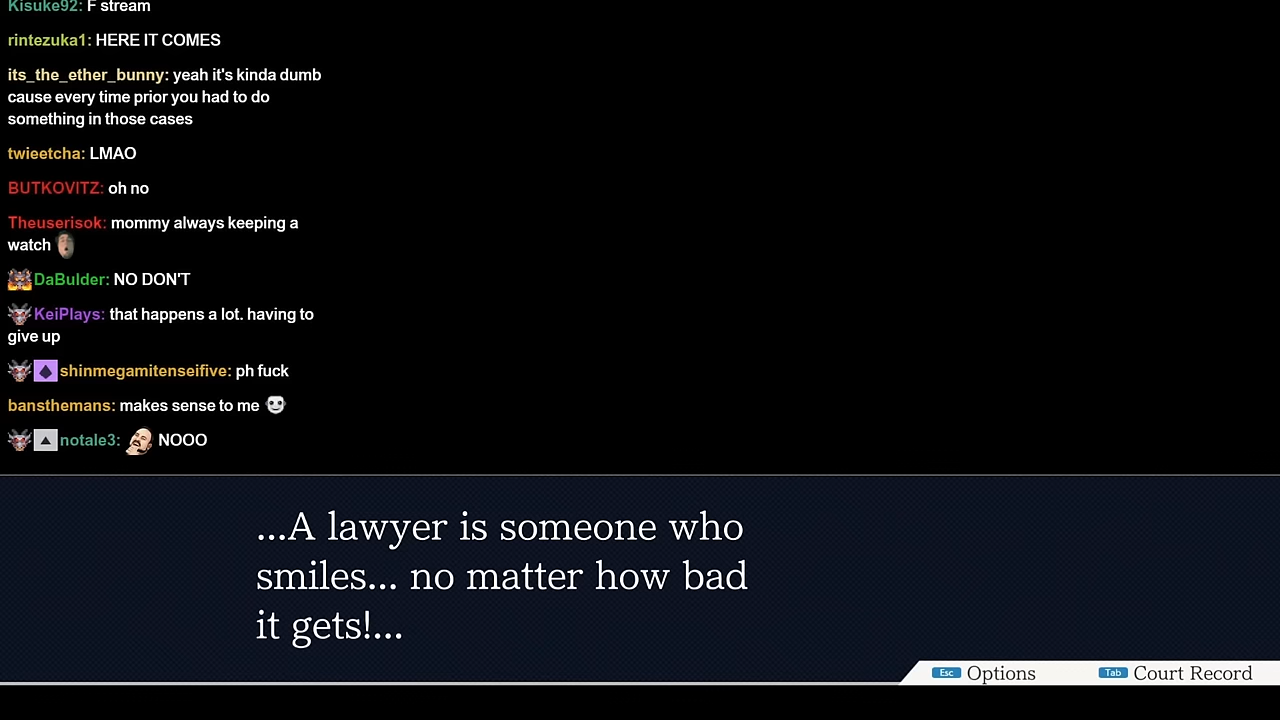 Kisuke92: F stream
rintezuka1: HERE IT COMES
its_the_ether_bunny: yeah it's kinda dumb
cause every time prior you had to do
something in those cases
twieetcha: LMAO
BUTKOVITZ: oh no
Theuserisok: mommy always keeping a
watch
DaBulder: NO DON'T
KeiPlays: that happens a lot. having to
give up
shinmegamitenseifive: ph fuck
bansthemans: makes sense to me
notale3: NOOO
...A lawyer is someone who
smiles... no matter how bad
it gets!...
Esc Options Tab Court Record